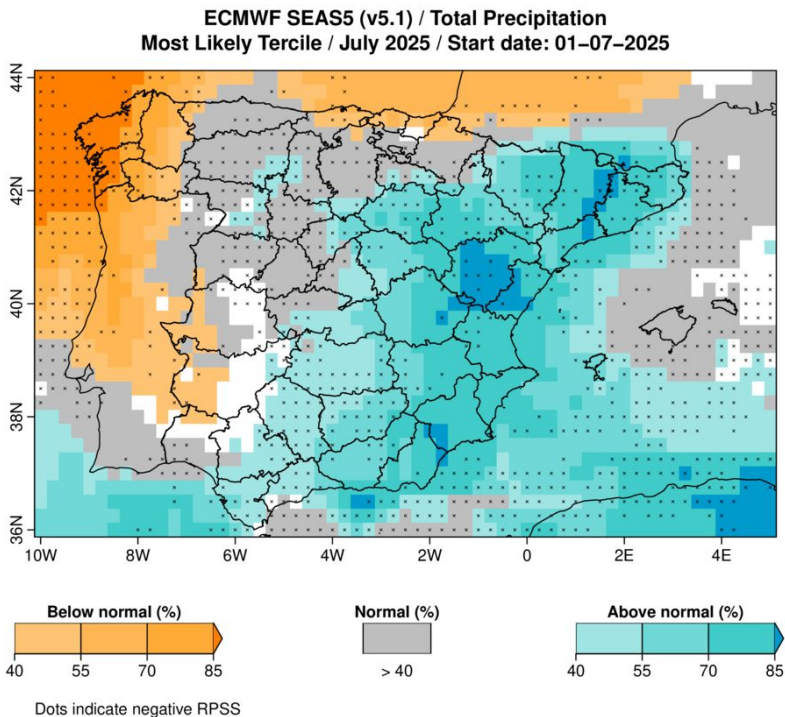 ECMWF SEAS5 (v5.1) / Total Precipitation
Most Likely Tercile / July 2025 / Start date: 01−07−2025
44N
42N
40N
38N
36N
10W 8W 6W 4W 2W 0 2E 4E
Below normal (%) Normal (%) Above normal (%)
40 55 70 85 > 40 40 55 70 85
Dots indicate negative RPSS